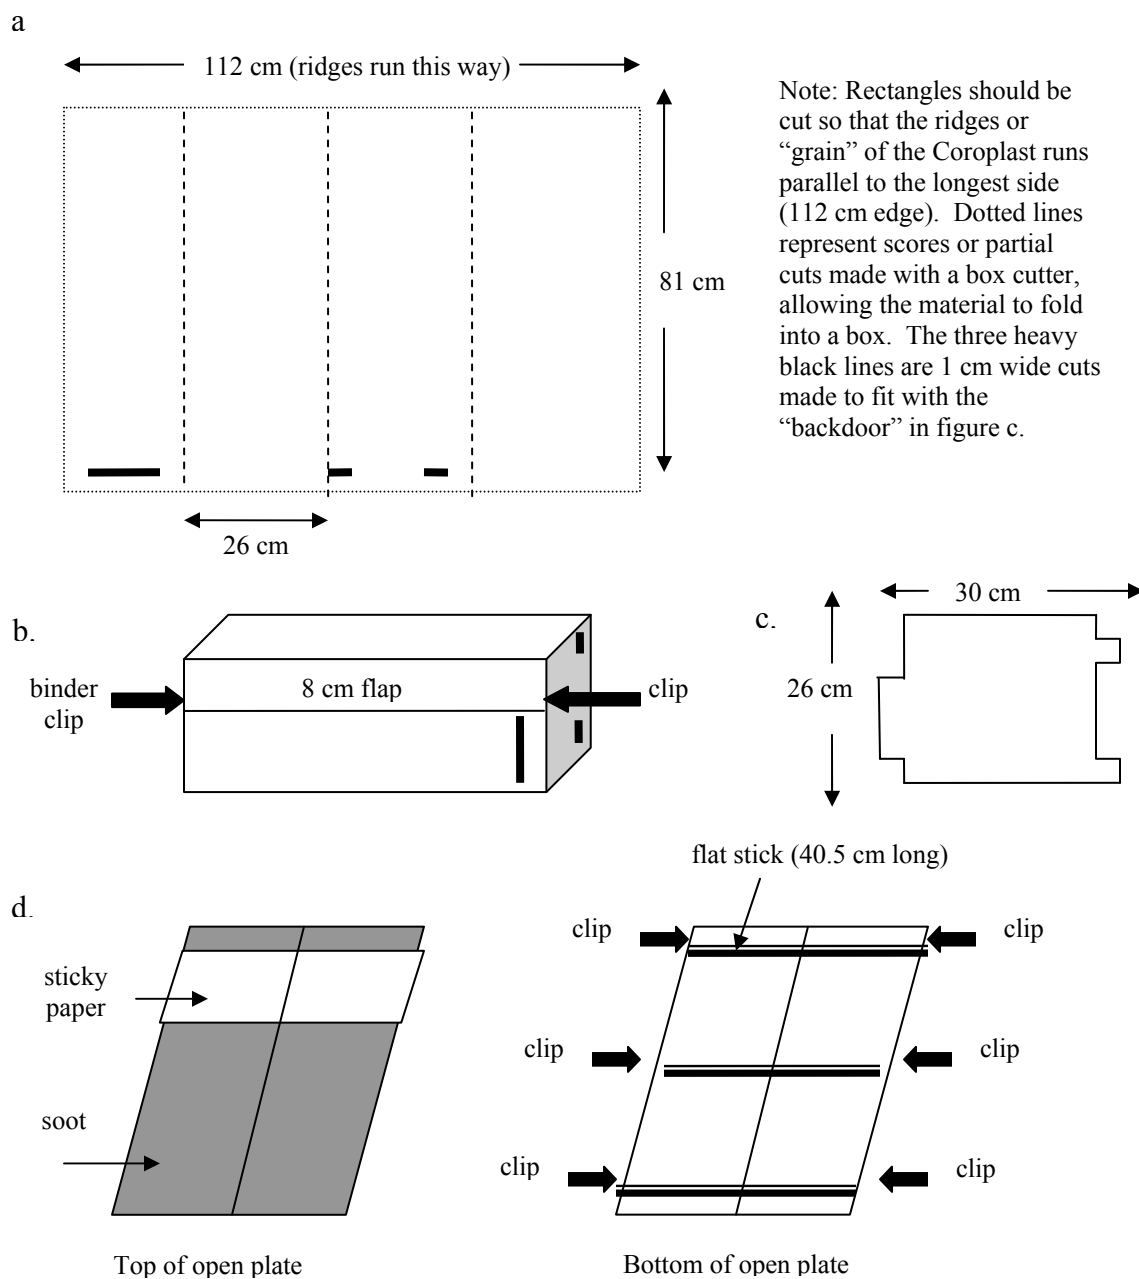 a
112 cm (ridges run this way)
Note: Rectangles should be
cut so that the ridges or
“grain” of the Coroplast runs
parallel to the longest side
(112 cm edge).  Dotted lines
represent scores or partial
cuts made with a box cutter,
allowing the material to fold
into a box.  The three heavy
black lines are 1 cm wide cuts
made to fit with the
“backdoor” in figure c.
81 cm
26 cm
b.
binder
clip
8 cm flap
clip
c.
30 cm
26 cm
flat stick (40.5 cm long)
d.
sticky
paper
soot
clip
clip
clip
clip
clip
clip
Top of open plate
Bottom of open plate